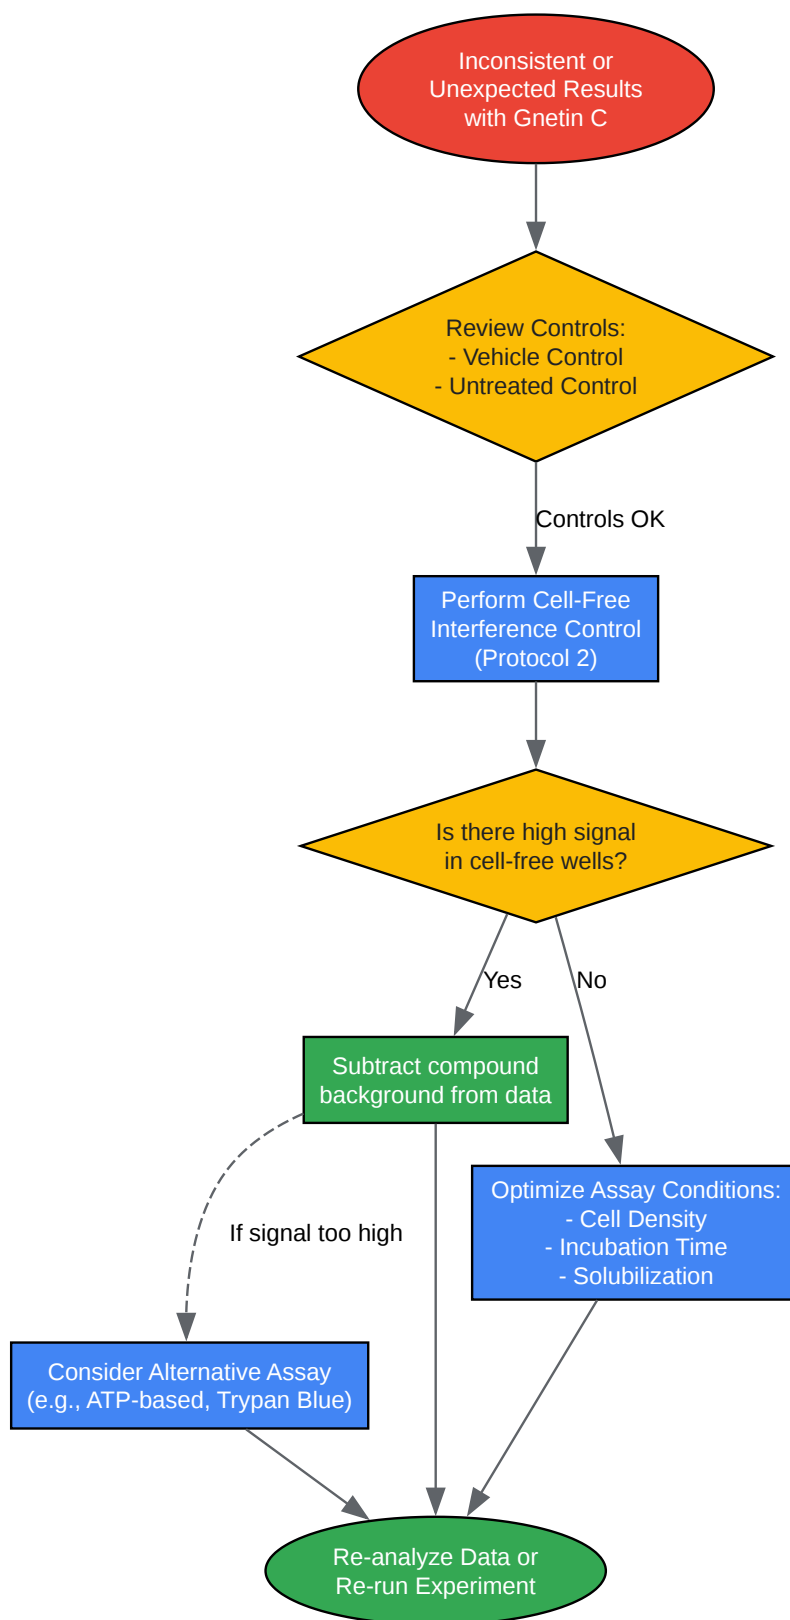 Inconsistent or
Unexpected Results
with Gnetin C
Review Controls:
- Vehicle Control
- Untreated Control
Controls OK
Perform Cell-Free
Interference Control
(Protocol 2)
Is there high signal
in cell-free wells?
Yes
No
Subtract compound
background from data
Optimize Assay Conditions:
- Cell Density
- Incubation Time
- Solubilization
If signal too high
Consider Alternative Assay
(e.g., ATP-based, Trypan Blue)
Re-analyze Data or
Re-run Experiment